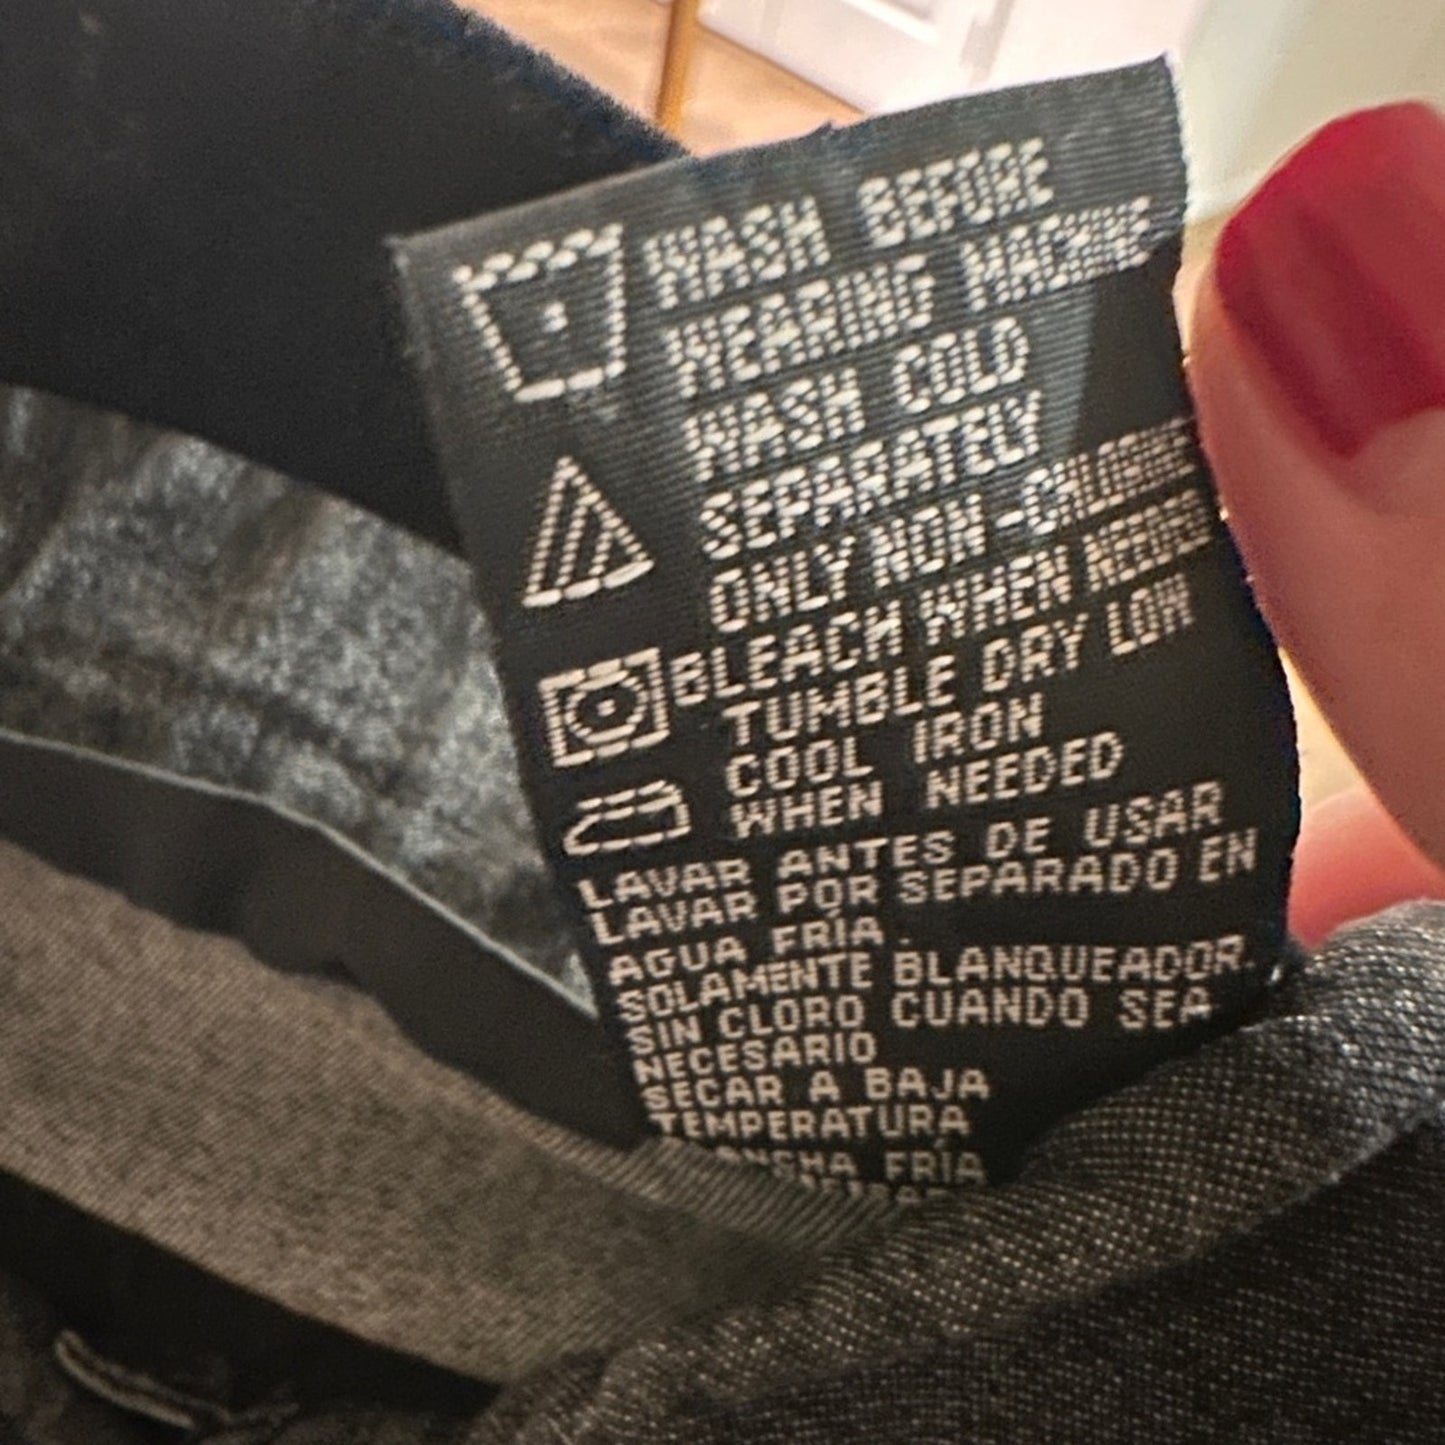 WASH BEFORE
WEARING MACHINE
WASH COLD
SEPARATELY
ONLY NON-CHLORINE
BLEACH WHEN NEEDED
TUMBLE DRY LOW
COOL IRON
WHEN NEEDED
LAVAR ANTES DE USAR
LAVAR POR SEPARADO EN
AGUA FRÍA.
SOLAMENTE BLANQUEADOR.
SIN CLORO CUANDO SEA
NECESARIO
SECAR A BAJA
TEMPERATURA
FRÍA